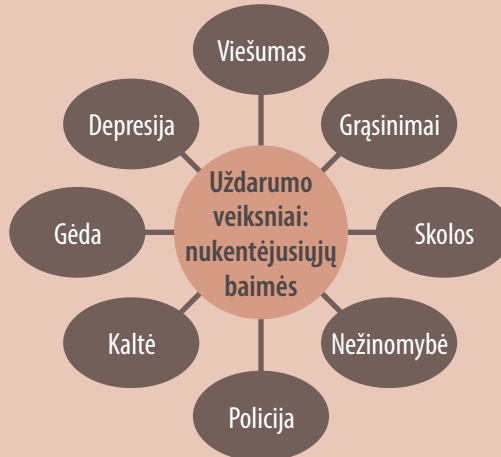 Viešumas
Depresija
Grąsinimai
Uždarumo
veiksniai:
nukentėjusiųjų
baimės
Gėda
Skolos
Kaltė
Nežinomybė
Policija